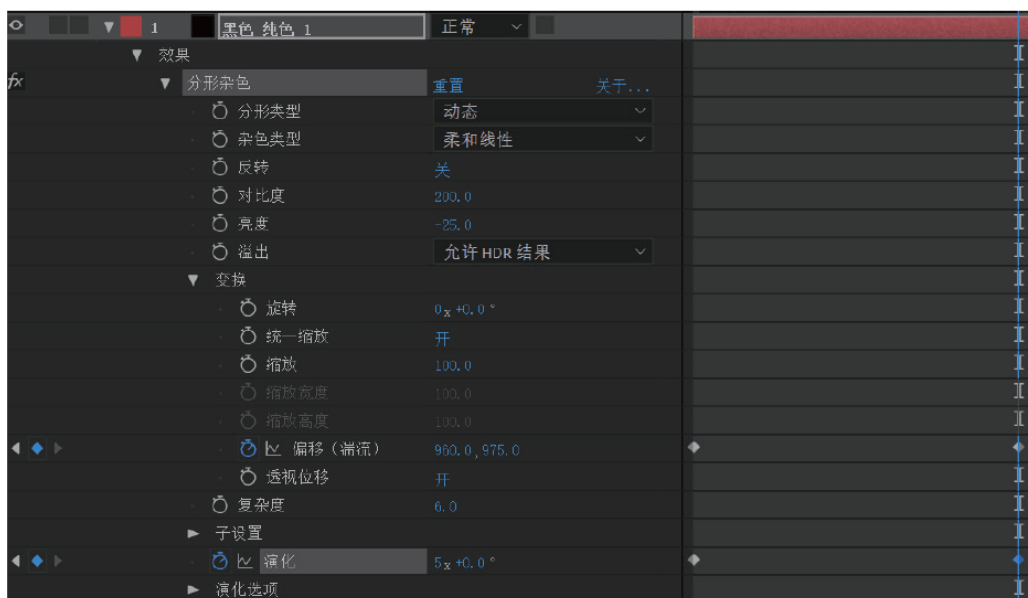 1 黑色 纯色 1 正常
效果
fx 分形杂色 重置 关于...
分形类型 动态
杂色类型 柔和线性
反转 关
对比度 200.0
亮度 -25.0
溢出 允许 HDR 结果
变换
旋转 0x+0.0°
统一缩放 开
缩放 100.0
缩放宽度 100.0
缩放高度 100.0
偏移（湍流） 960.0,975.0
透视位移 开
复杂度 6.0
子设置
演化 5x+0.0°
演化选项